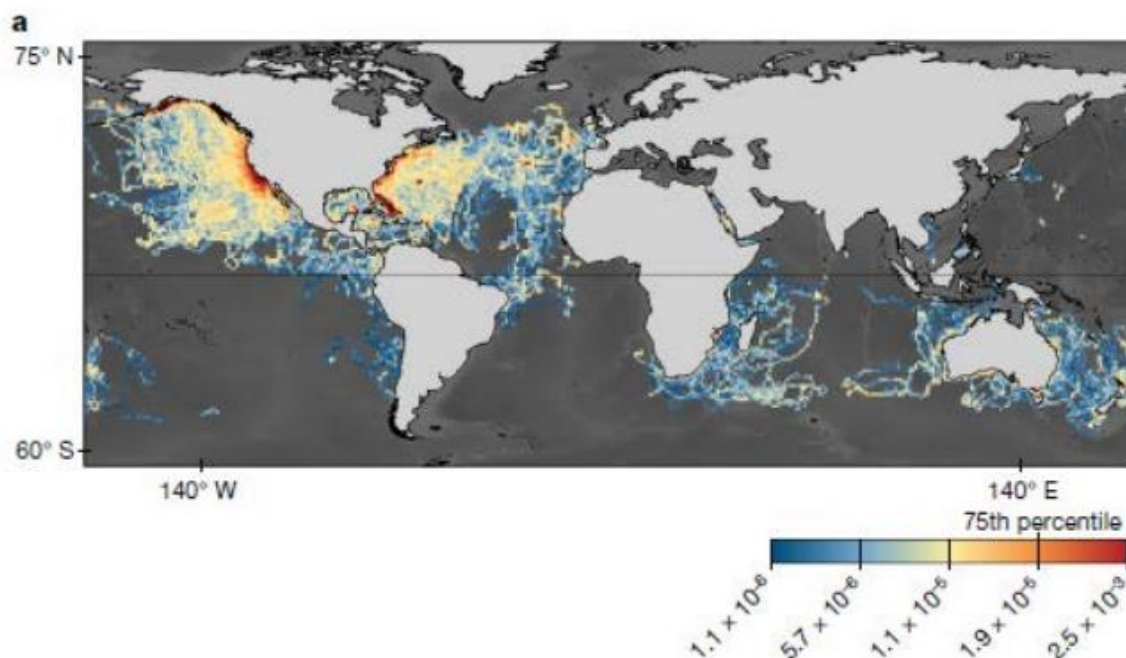 a
75° N
60° S
140° W
140° E
75th percentile
1.1 × 10⁻⁶
5.7 × 10⁻⁶
1.1 × 10⁻⁵
1.9 × 10⁻⁵
2.5 × 10⁻³